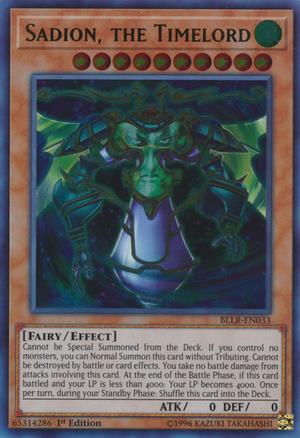 SADION, THE TIMELORD
BLLR-EN033
[FAIRY/EFFECT]
Cannot be Special Summoned from the Deck. If you control no
monsters, you can Normal Summon this card without Tributing. Cannot
be destroyed by battle or card effects. You take no battle damage from
attacks involving this card. At the end of the Battle Phase, if this card
battled and your LP is less than 4000: Your LP becomes 4000. Once
per turn, during your Standby Phase: Shuffle this card into the Deck.
ATK/ 0 DEF/ 0
65314286 1st Edition ©1996 KAZUKI TAKAHASHI